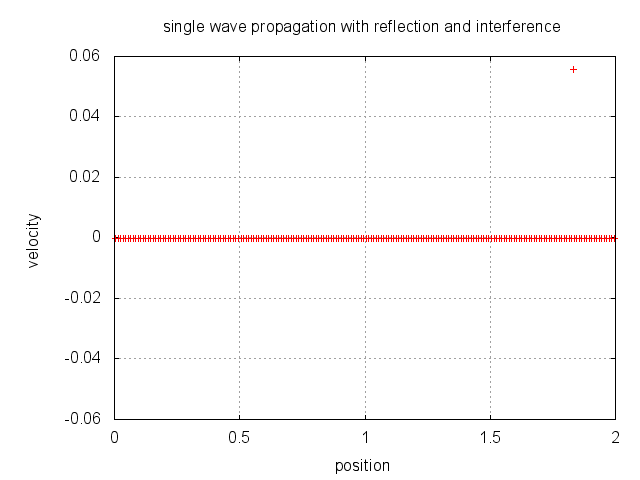 single wave propagation with reflection and interference
0.06
0.04
0.02
0
-0.02
-0.04
-0.06
velocity
0 0.5 1 1.5 2
position